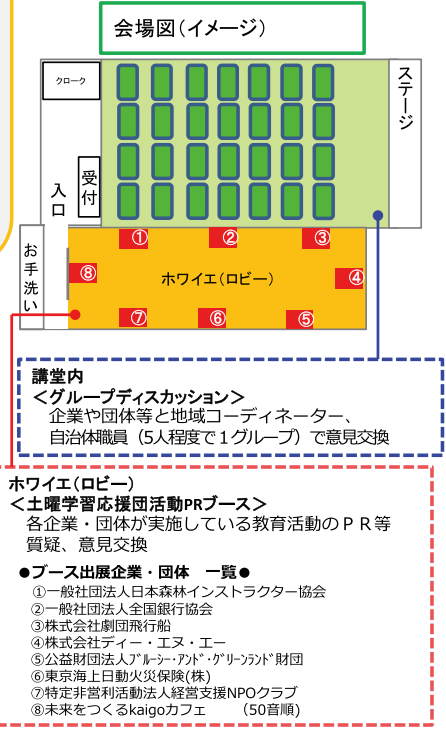 会場図（イメージ）
クローク
ステージ
受付
入口
お手洗い
①
②
③
④
⑧
ホワイエ（ロビー）
⑦
⑥
⑤
講堂内
＜グループディスカッション＞
企業や団体等と地域コーディネーター、
自治体職員（5人程度で１グループ）で意見交換
ホワイエ（ロビー）
＜土曜学習応援団活動PRブース＞
各企業・団体が実施している教育活動のＰＲ等
質疑、意見交換
●ブース出展企業・団体　一覧●
①一般社団法人日本森林インストラクター協会
②一般社団法人全国銀行協会
③株式会社劇団飛行船
④株式会社ディー・エヌ・エー
⑤公益財団法人ﾌﾞﾙｰｼｰ･ｱﾝﾄﾞ･ｸﾞﾘｰﾝﾗﾝﾄﾞ財団
⑥東京海上日動火災保険(株)
⑦特定非営利活動法人経営支援NPOクラブ
⑧未来をつくるkaigoカフェ　　（50音順)